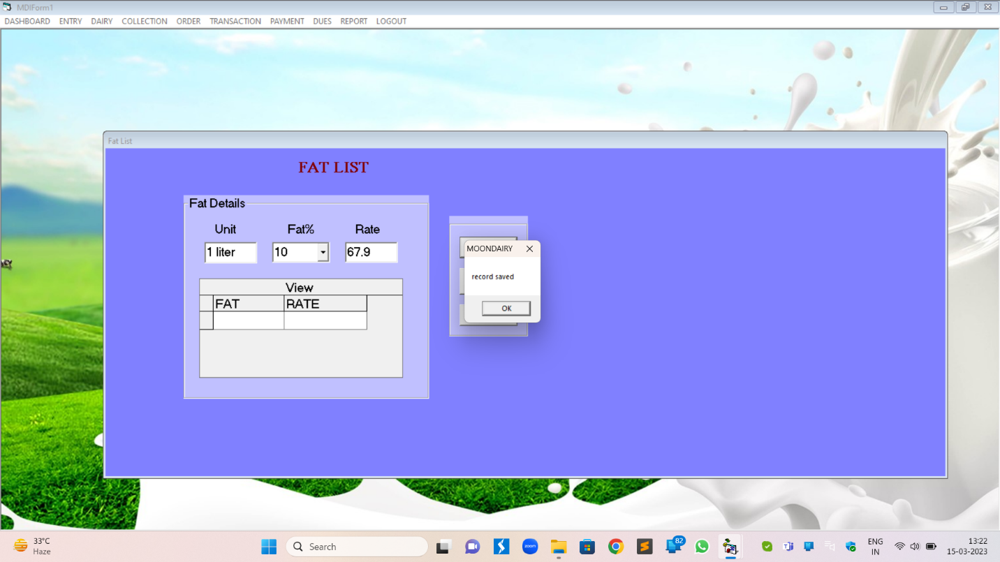 MDIForm1
DASHBOARD ENTRY DAIRY COLLECTION ORDER TRANSACTION PAYMENT DUES REPORT LOGOUT
Fat List
FAT LIST
Fat Details
Unit Fat% Rate
1 liter 10 67.9
View
FAT RATE
MOONDAIRY
record saved
OK
33°C
Haze
Search
zoom
82
ENG
IN
13:22
15-03-2023